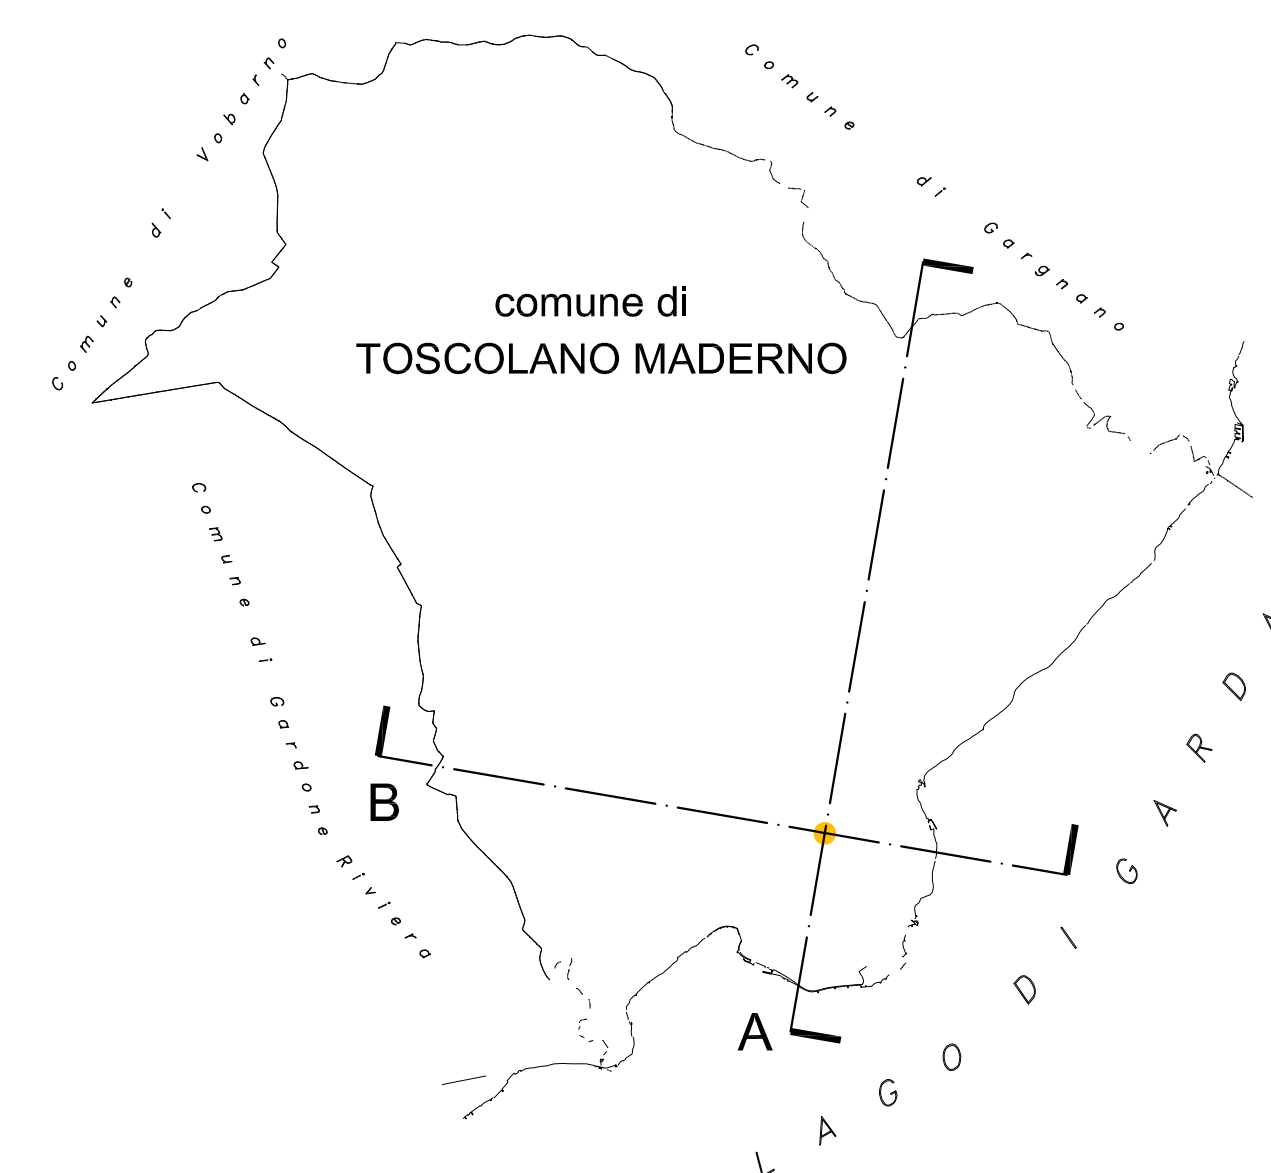 Comune di Vobarno
Comune di Gargnano
comune di
TOSCOLANO MADERNO
Comune di Gardone Riviera
B
A
LAGO DI GARDA